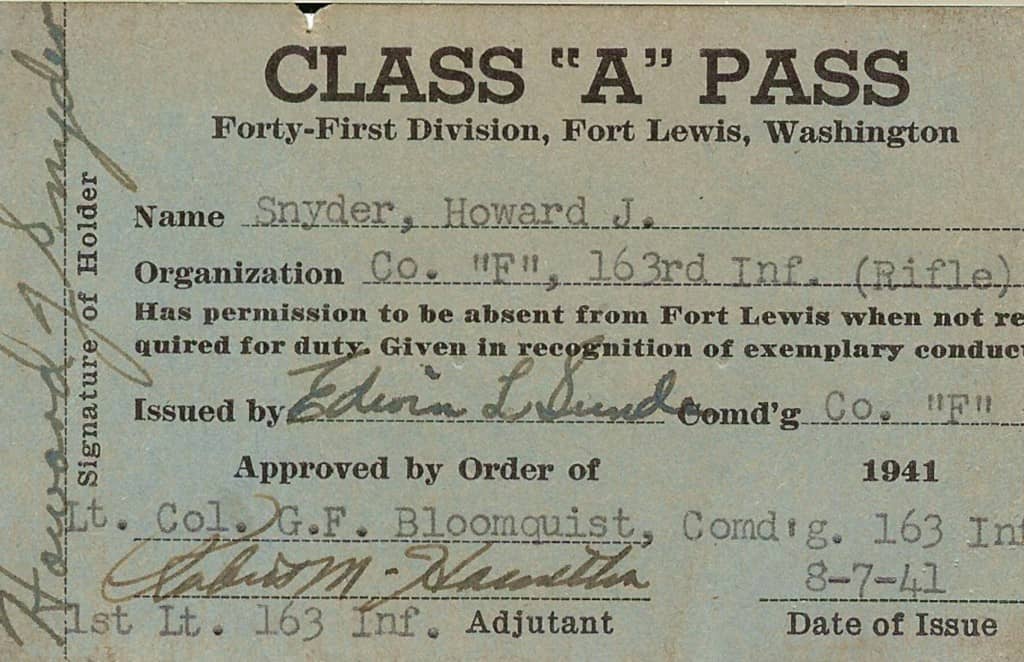 CLASS "A" PASS
Forty-First Division, Fort Lewis, Washington
Name Snyder, Howard J.
Organization Co. "F", 163rd Inf. (Rifle)
Has permission to be absent from Fort Lewis when not re
quired for duty. Given in recognition of exemplary conduc
Issued by Edwin L Comd'g Co. "F"
Approved by Order of 1941
Lt. Col. G.F. Bloomquist, Comd'g. 163 Inf
M. 8-7-41
1st Lt. 163 Inf. Adjutant Date of Issue
Signature of Holder
Howard J Snyder